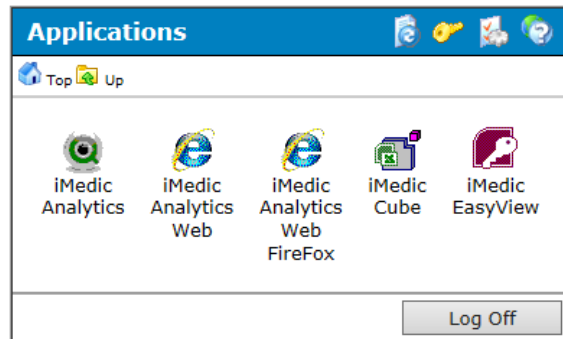 Applications
Top Up
iMedic Analytics
iMedic Analytics Web
iMedic Analytics Web FireFox
iMedic Cube
iMedic EasyView
Log Off